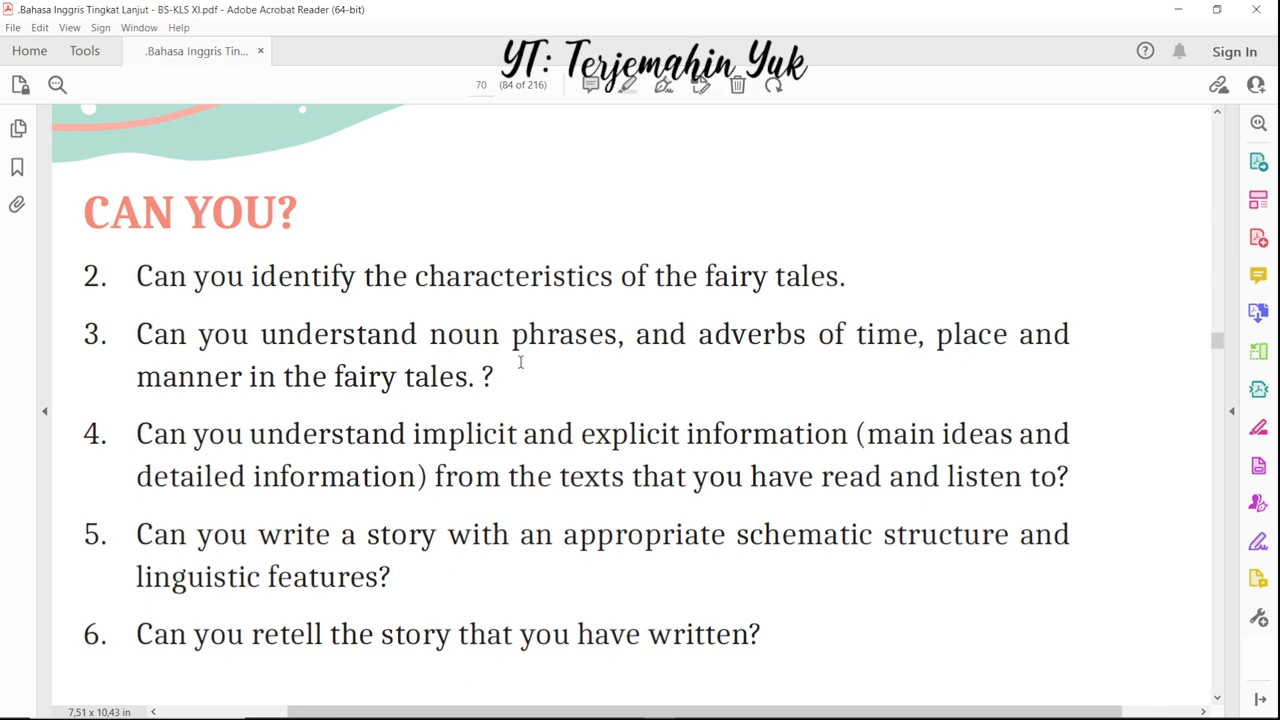 .Bahasa Inggris Tingkat Lanjut - BS-KLS XI.pdf - Adobe Acrobat Reader (64-bit)
File Edit View Sign Window Help
Home Tools .Bahasa Inggris Tin... × Sign In
YT: Terjemahin Yuk
70 (84 of 216)
CAN YOU?
2. Can you identify the characteristics of the fairy tales.
3. Can you understand noun phrases, and adverbs of time, place and
manner in the fairy tales. ?
4. Can you understand implicit and explicit information (main ideas and
detailed information) from the texts that you have read and listen to?
5. Can you write a story with an appropriate schematic structure and
linguistic features?
6. Can you retell the story that you have written?
7,51 x 10,43 in